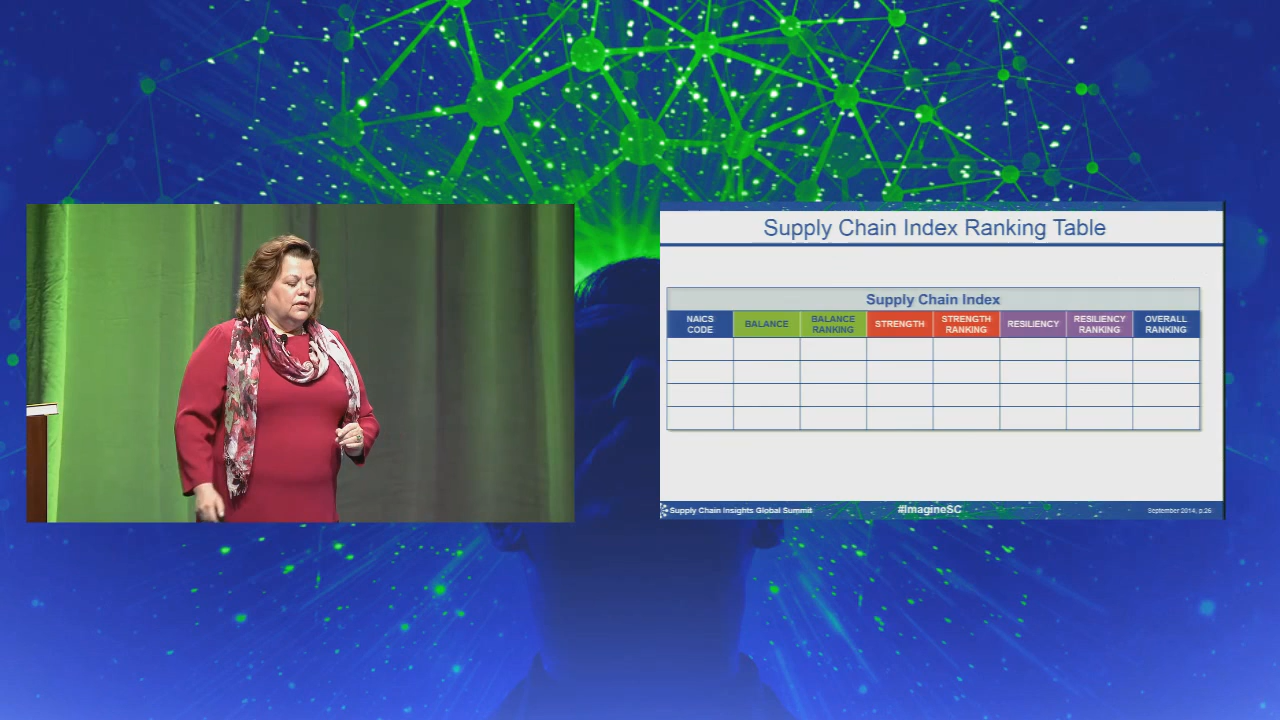 Supply Chain Index Ranking Table
Supply Chain Index
NAICS
CODE
BALANCE
BALANCE
RANKING
STRENGTH
STRENGTH
RANKING
RESILIENCY
RESILIENCY
RANKING
OVERALL
RANKING
Supply Chain Insights Global Summit
#ImagineSC
September 2014, p.26